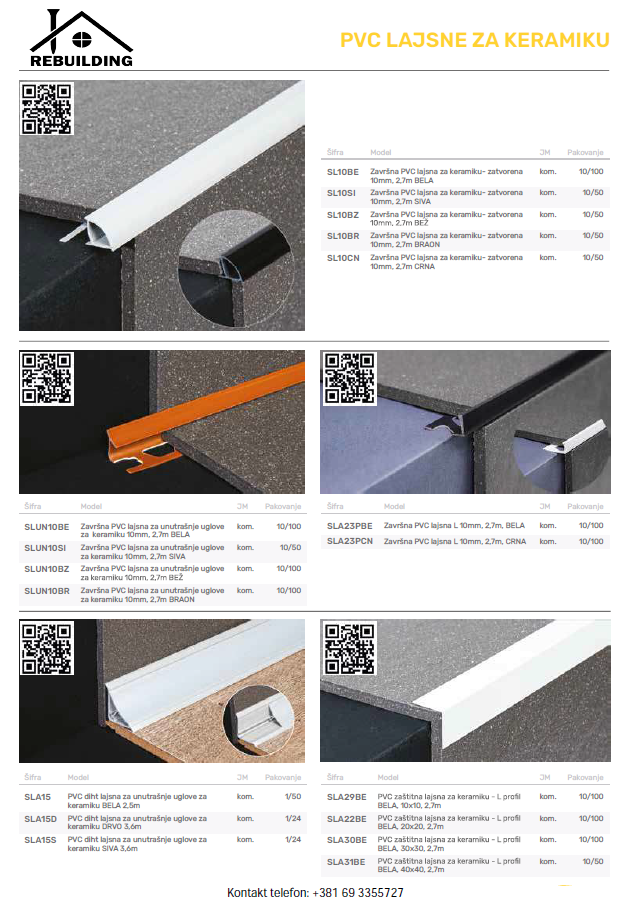 REBUILDING
PVC LAJSNE ZA KERAMIKU
Šifra Model JM Pakovanje
SL10BE Završna PVC lajsna za keramiku- zatvorena kom. 10/100
10mm, 2,7m BELA
SL10SI Završna PVC lajsna za keramiku- zatvorena kom. 10/50
10mm, 2,7m SIVA
SL10BZ Završna PVC lajsna za keramiku- zatvorena kom. 10/50
10mm, 2,7m BEŽ
SL10BR Završna PVC lajsna za keramiku- zatvorena kom. 10/50
10mm, 2,7m BRAON
SL10CN Završna PVC lajsna za keramiku- zatvorena kom. 10/50
10mm, 2,7m CRNA
Šifra Model JM Pakovanje
SLUN10BE Završna PVC lajsna za unutrašnje uglove kom. 10/100
za keramiku 10mm, 2,7m BELA
SLUN10SI Završna PVC lajsna za unutrašnje uglove kom. 10/50
za keramiku 10mm, 2,7m SIVA
SLUN10BZ Završna PVC lajsna za unutrašnje uglove kom. 10/100
za keramiku 10mm, 2,7m BEŽ
SLUN10BR Završna PVC lajsna za unutrašnje uglove kom. 10/100
za keramiku 10mm, 2,7m BRAON
Šifra Model JM Pakovanje
SLA23PBE Završna PVC lajsna L 10mm, 2,7m, BELA kom. 10/100
SLA23PCN Završna PVC lajsna L 10mm, 2,7m, CRNA kom. 10/100
Šifra Model JM Pakovanje
SLA15 PVC diht lajsna za unutrašnje uglove za kom. 1/50
keramiku BELA 2,5m
SLA15D PVC diht lajsna za unutrašnje uglove za kom. 1/24
keramiku DRVO 3,6m
SLA15S PVC diht lajsna za unutrašnje uglove za kom. 1/24
keramiku SIVA 3,6m
Šifra Model JM Pakovanje
SLA29BE PVC zaštitna lajsna za keramiku - L profil kom. 10/100
BELA, 10x10, 2,7m
SLA22BE PVC zaštitna lajsna za keramiku - L profil kom. 10/100
BELA, 20x20, 2,7m
SLA30BE PVC zaštitna lajsna za keramiku - L profil kom. 10/100
BELA, 30x30, 2,7m
SLA31BE PVC zaštitna lajsna za keramiku - L profil kom. 10/50
BELA, 40x40, 2,7m
Kontakt telefon: +381 69 3355727